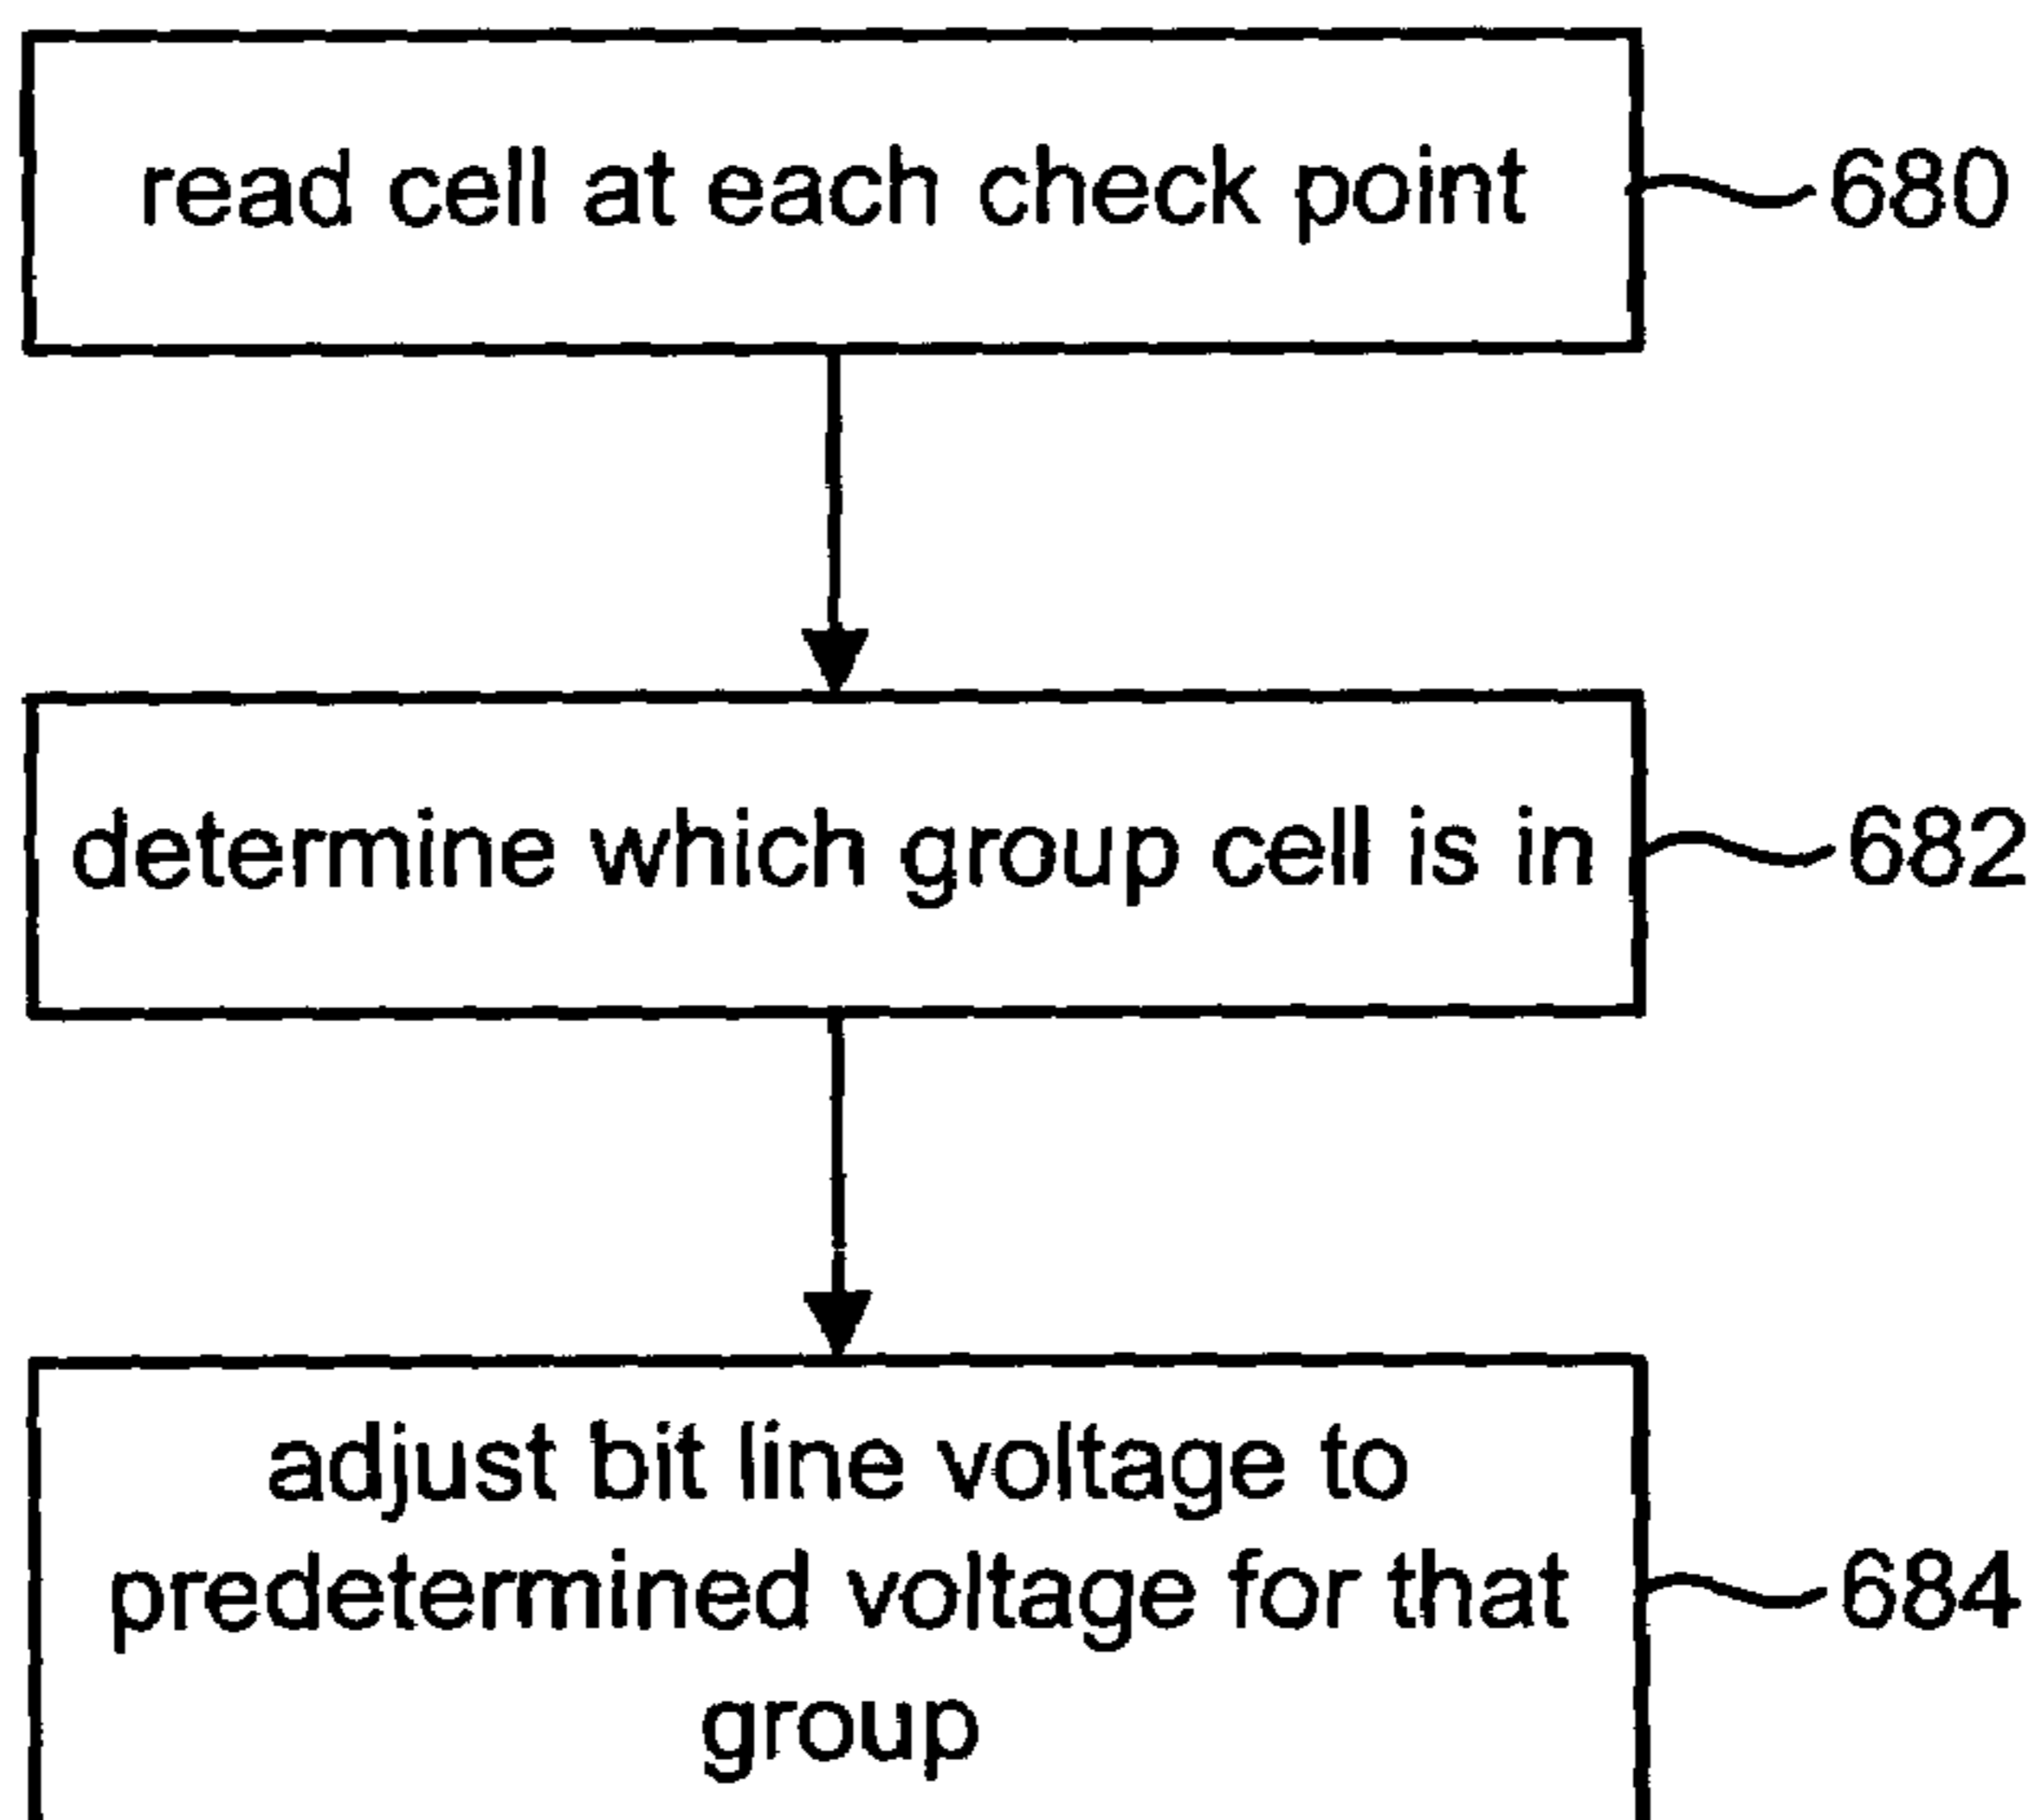 read cell at each check point 680
determine which group cell is in 682
adjust bit line voltage to
predetermined voltage for that 684
group